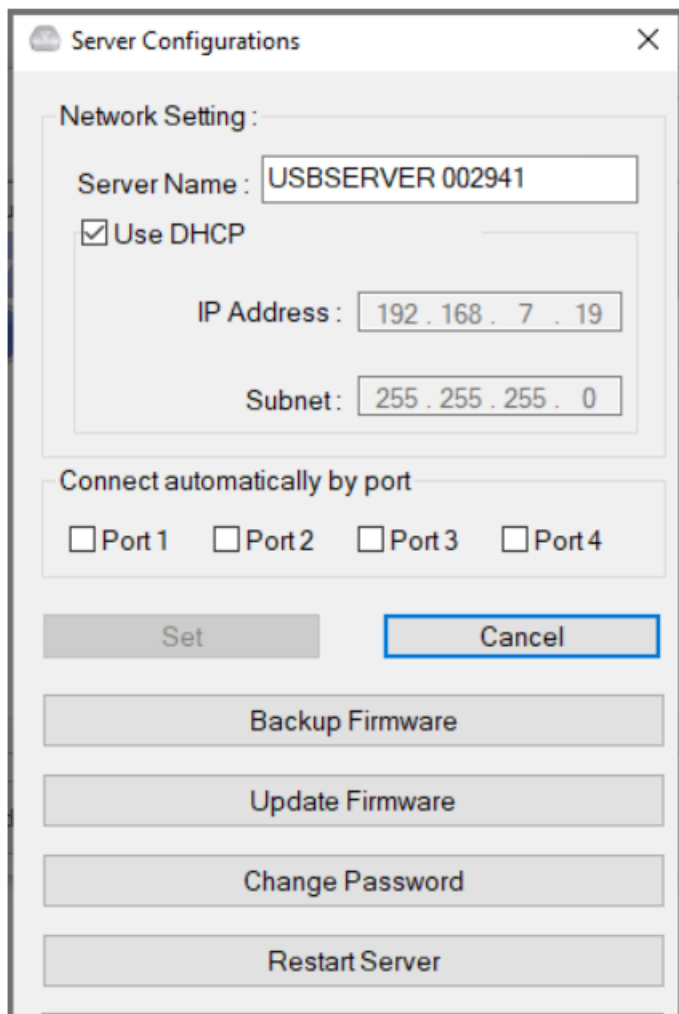 Server Configurations
Network Setting :
Server Name : USBSERVER 002941
Use DHCP
IP Address : 192 . 168 . 7 . 19
Subnet : 255 . 255 . 255 . 0
Connect automatically by port
Port 1 Port 2 Port 3 Port 4
Set Cancel
Backup Firmware
Update Firmware
Change Password
Restart Server